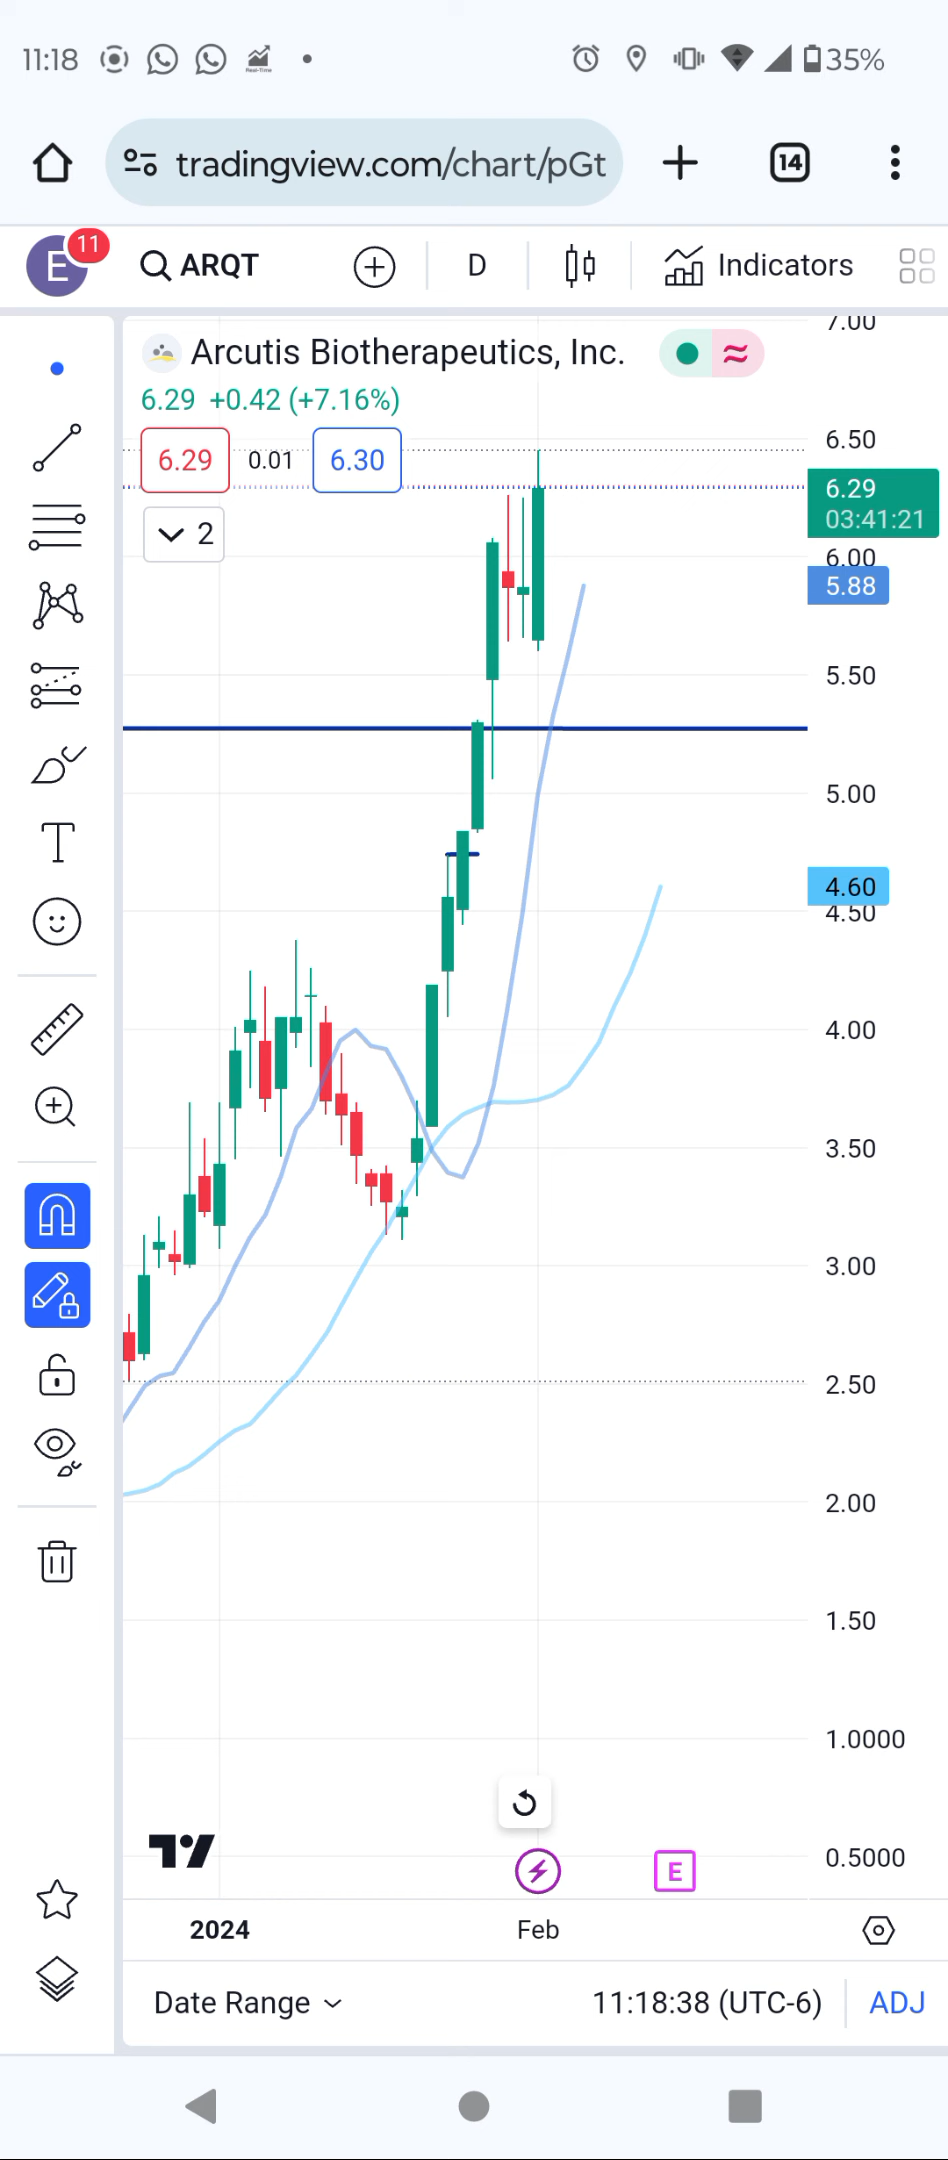 11:18 35%
tradingview.com/chart/pGt 14
E 11 ARQT D Indicators
7.00
Arcutis Biotherapeutics, Inc.
6.29 +0.42 (+7.16%)
6.50
6.29 0.01 6.30
6.29
03:41:21
2
6.00
5.88
5.50
5.00
4.60
4.50
4.00
3.50
3.00
2.50
2.00
1.50
1.0000
0.5000
E
2024 Feb
Date Range 11:18:38 (UTC-6) ADJ